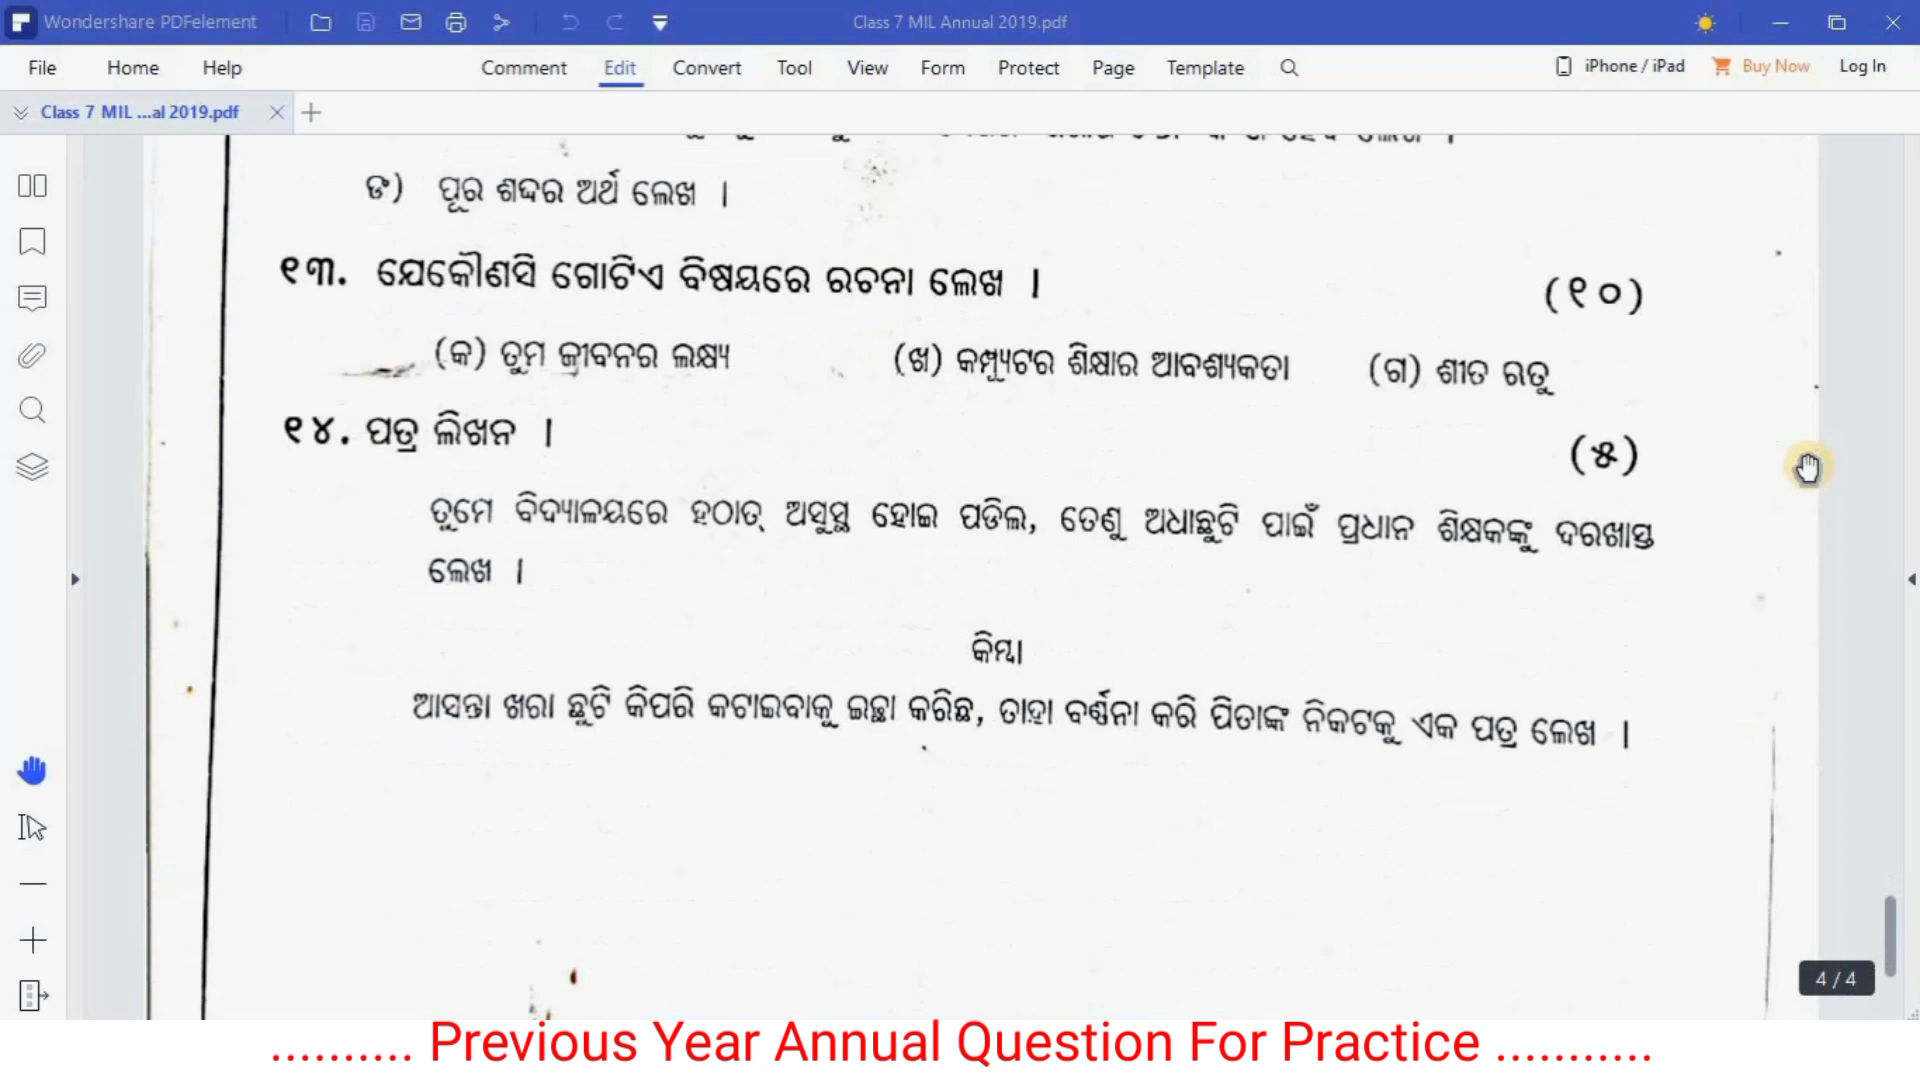 Wondershare PDFelement
Class 7 MIL Annual 2019.pdf
File Home Help Comment Edit Convert Tool View Form Protect Page Template iPhone / iPad Buy Now Log In
Class 7 MIL ...al 2019.pdf
ଙ) ପୂର ଶବ୍ଦର ଅର୍ଥ ଲେଖ ।
୧୩. ଯେକୌଣସି ଗୋଟିଏ ବିଷୟରେ ରଚନା ଲେଖ । (୧୦)
(କ) ତୁମ ଜୀବନର ଲକ୍ଷ୍ୟ (ଖ) କମ୍ପ୍ୟୁଟର ଶିକ୍ଷାର ଆବଶ୍ୟକତା (ଗ) ଶୀତ ଋତୁ
୧୪. ପତ୍ର ଲିଖନ । (୫)
ତୁମେ ବିଦ୍ୟାଳୟରେ ହଠାତ୍ ଅସୁସ୍ଥ ହୋଇ ପଡିଲ, ତେଣୁ ଅଧାଛୁଟି ପାଇଁ ପ୍ରଧାନ ଶିକ୍ଷକଙ୍କୁ ଦରଖାସ୍ତ
ଲେଖ ।
କିମ୍ବା
ଆସନ୍ତା ଖରା ଛୁଟି କିପରି କଟାଇବାକୁ ଇଚ୍ଛା କରିଛ, ତାହା ବର୍ଣ୍ଣନା କରି ପିତାଙ୍କ ନିକଟକୁ ଏକ ପତ୍ର ଲେଖ ।
4 / 4
.......... Previous Year Annual Question For Practice ...........